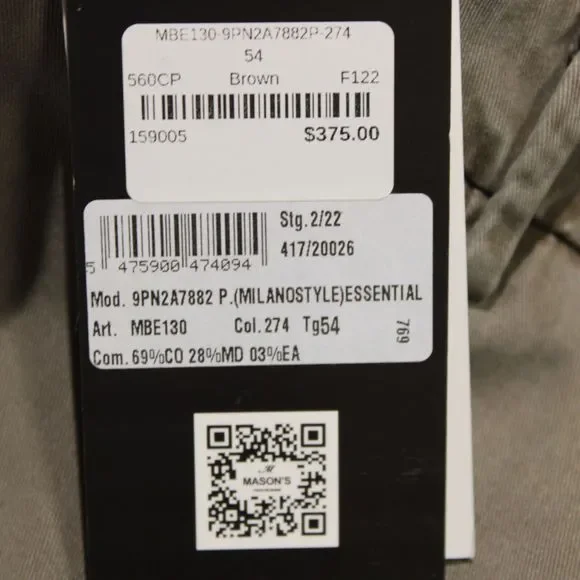 MBE130-9PN2A7882P-274
54
560CP Brown F122
159005 $375.00
Stg. 2/22
417/20026
5 475900 474094
Mod. 9PN2A7882 P.(MILANOSTYLE)ESSENTIAL
Art. MBE130 Col.274 Tg54
769
Com.69%CO 28%MD 03%EA
M
MASON'S